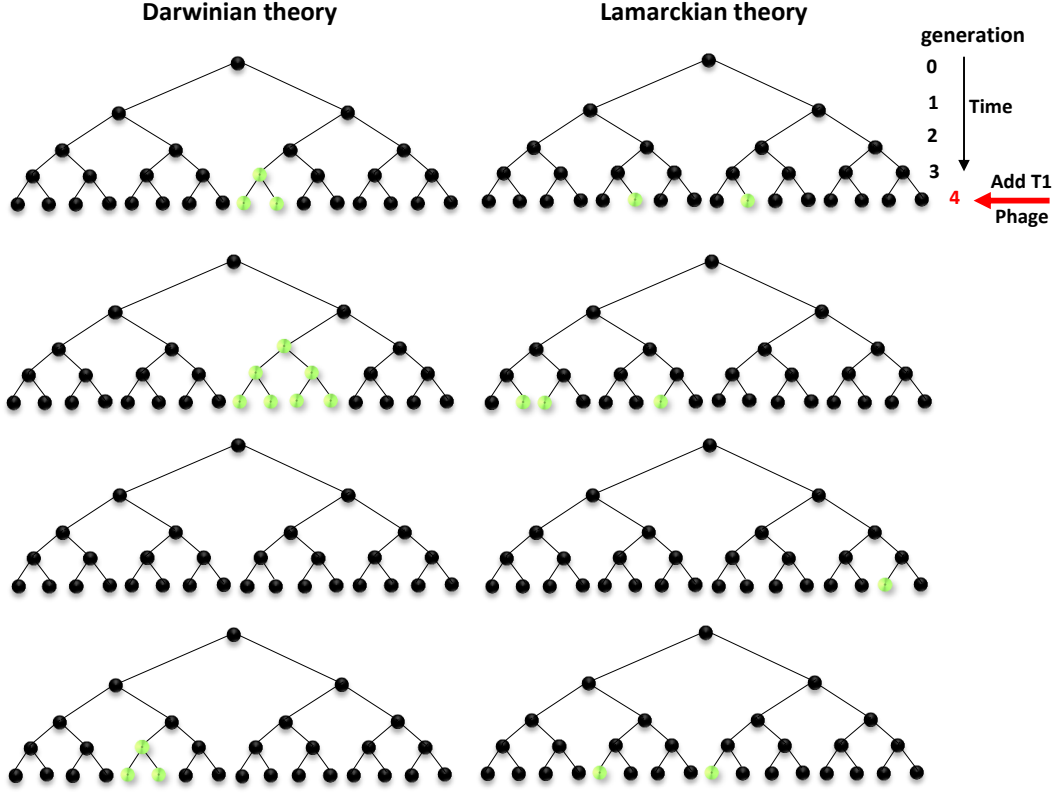 Darwinian theory
Lamarckian theory
generation
0
1
Time
2
3
Add T1
4
Phage